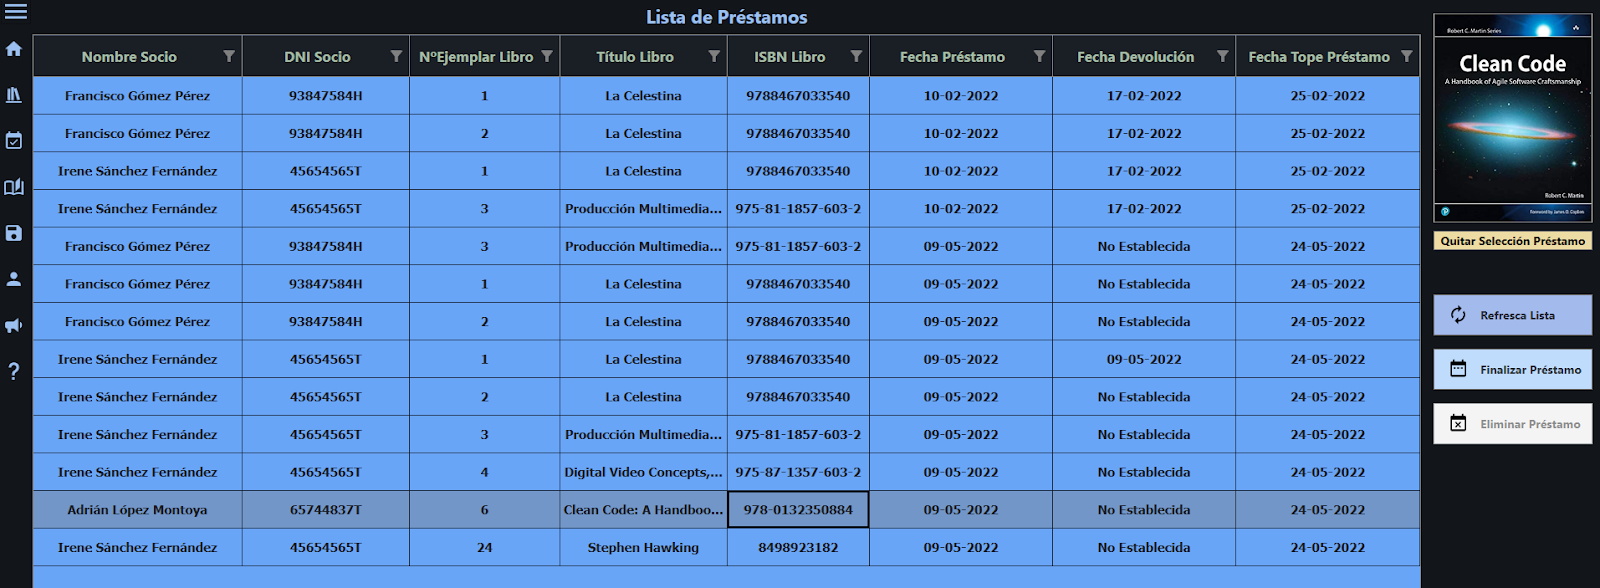 Lista de Préstamos
Nombre Socio DNI Socio NºEjemplar Libro Título Libro ISBN Libro Fecha Préstamo Fecha Devolución Fecha Tope Préstamo
Francisco Gómez Pérez 93847584H 1 La Celestina 9788467033540 10-02-2022 17-02-2022 25-02-2022
Francisco Gómez Pérez 93847584H 2 La Celestina 9788467033540 10-02-2022 17-02-2022 25-02-2022
Irene Sánchez Fernández 45654565T 1 La Celestina 9788467033540 10-02-2022 17-02-2022 25-02-2022
Irene Sánchez Fernández 45654565T 3 Producción Multimedia... 975-81-1857-603-2 10-02-2022 17-02-2022 25-02-2022
Francisco Gómez Pérez 93847584H 3 Producción Multimedia... 975-81-1857-603-2 09-05-2022 No Establecida 24-05-2022
Francisco Gómez Pérez 93847584H 1 La Celestina 9788467033540 09-05-2022 No Establecida 24-05-2022
Francisco Gómez Pérez 93847584H 2 La Celestina 9788467033540 09-05-2022 No Establecida 24-05-2022
Irene Sánchez Fernández 45654565T 1 La Celestina 9788467033540 09-05-2022 09-05-2022 24-05-2022
Irene Sánchez Fernández 45654565T 2 La Celestina 9788467033540 09-05-2022 No Establecida 24-05-2022
Irene Sánchez Fernández 45654565T 3 Producción Multimedia... 975-81-1857-603-2 09-05-2022 No Establecida 24-05-2022
Irene Sánchez Fernández 45654565T 4 Digital Video Concepts,... 975-87-1357-603-2 09-05-2022 No Establecida 24-05-2022
Adrián López Montoya 65744837T 6 Clean Code: A Handboo... 978-0132350884 09-05-2022 No Establecida 24-05-2022
Irene Sánchez Fernández 45654565T 24 Stephen Hawking 8498923182 09-05-2022 No Establecida 24-05-2022
Robert C. Martin Series
Clean Code
A Handbook of Agile Software Craftsmanship
Robert C. Martin
Foreword by James O. Coplien
Quitar Selección Préstamo
Refresca Lista
Finalizar Préstamo
Eliminar Préstamo